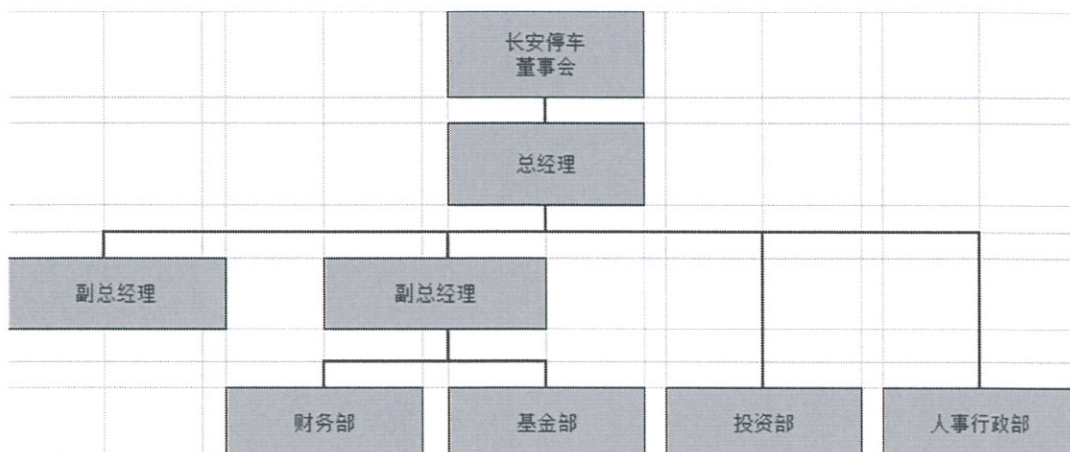 长安停车
董事会
总经理
副总经理
副总经理
财务部
基金部
投资部
人事行政部